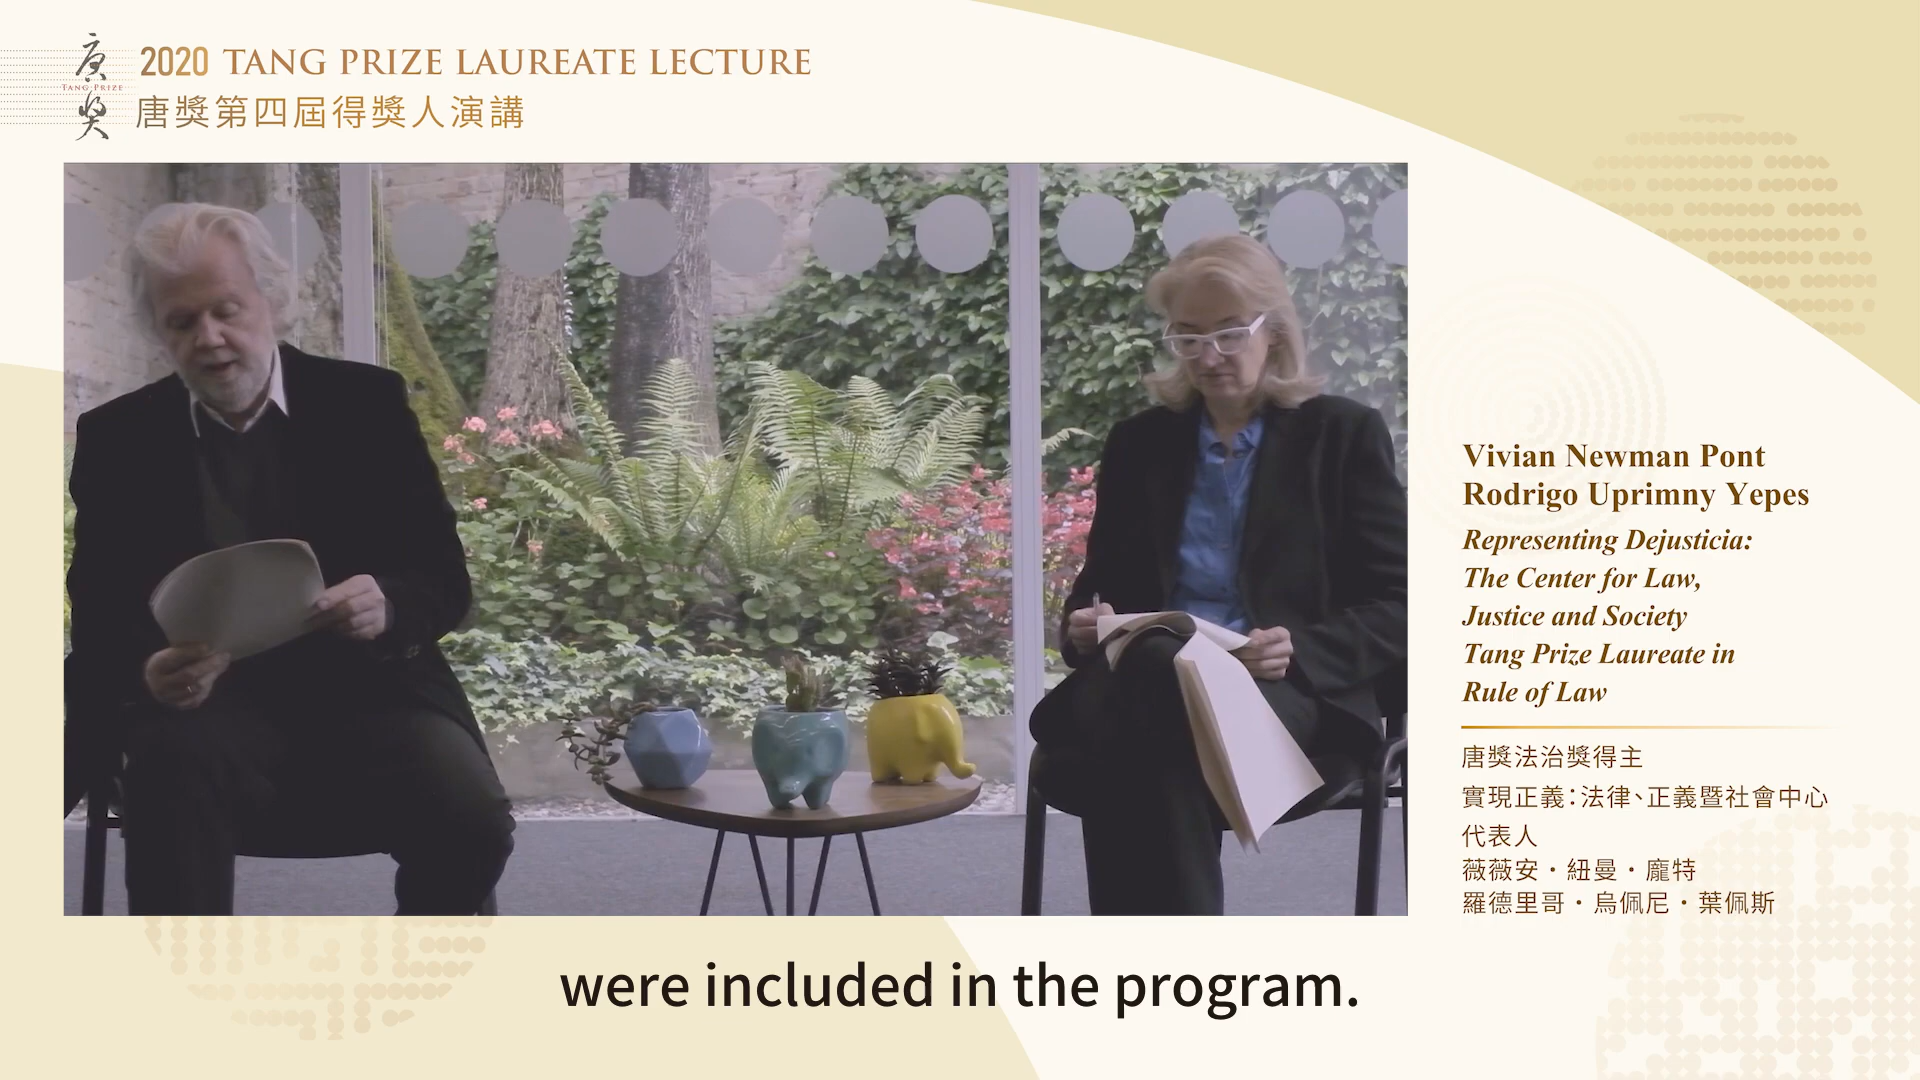 唐
TANG PRIZE
獎
2020 TANG PRIZE LAUREATE LECTURE
唐獎第四屆得獎人演講
Vivian Newman Pont
Rodrigo Uprimny Yepes
Representing Dejusticia:
The Center for Law,
Justice and Society
Tang Prize Laureate in
Rule of Law
唐獎法治獎得主
實現正義：法律、正義暨社會中心
代表人
薇薇安・紐曼・龐特
羅德里哥・烏佩尼・葉佩斯
were included in the program.